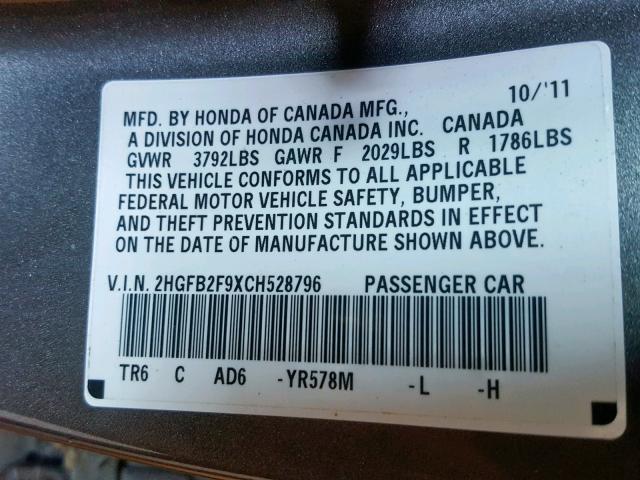 10/'11
MFD. BY HONDA OF CANADA MFG.,
A DIVISION OF HONDA CANADA INC. CANADA
GVWR 3792LBS GAWR F 2029LBS R 1786LBS
THIS VEHICLE CONFORMS TO ALL APPLICABLE
FEDERAL MOTOR VEHICLE SAFETY, BUMPER,
AND THEFT PREVENTION STANDARDS IN EFFECT
ON THE DATE OF MANUFACTURE SHOWN ABOVE.
V.I.N. 2HGFB2F9XCH528796 PASSENGER CAR
TR6 C AD6 -YR578M -L -H